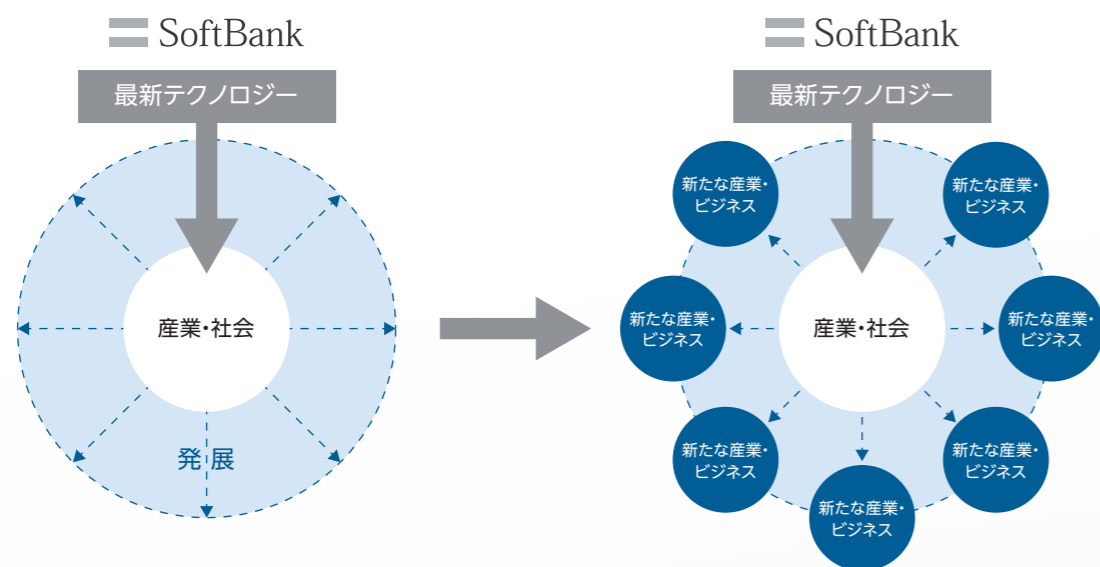 SoftBank
最新テクノロジー
産業・社会
発展
SoftBank
最新テクノロジー
新たな産業・
ビジネス
新たな産業・
ビジネス
新たな産業・
ビジネス
産業・社会
新たな産業・
ビジネス
新たな産業・
ビジネス
新たな産業・
ビジネス
新たな産業・
ビジネス